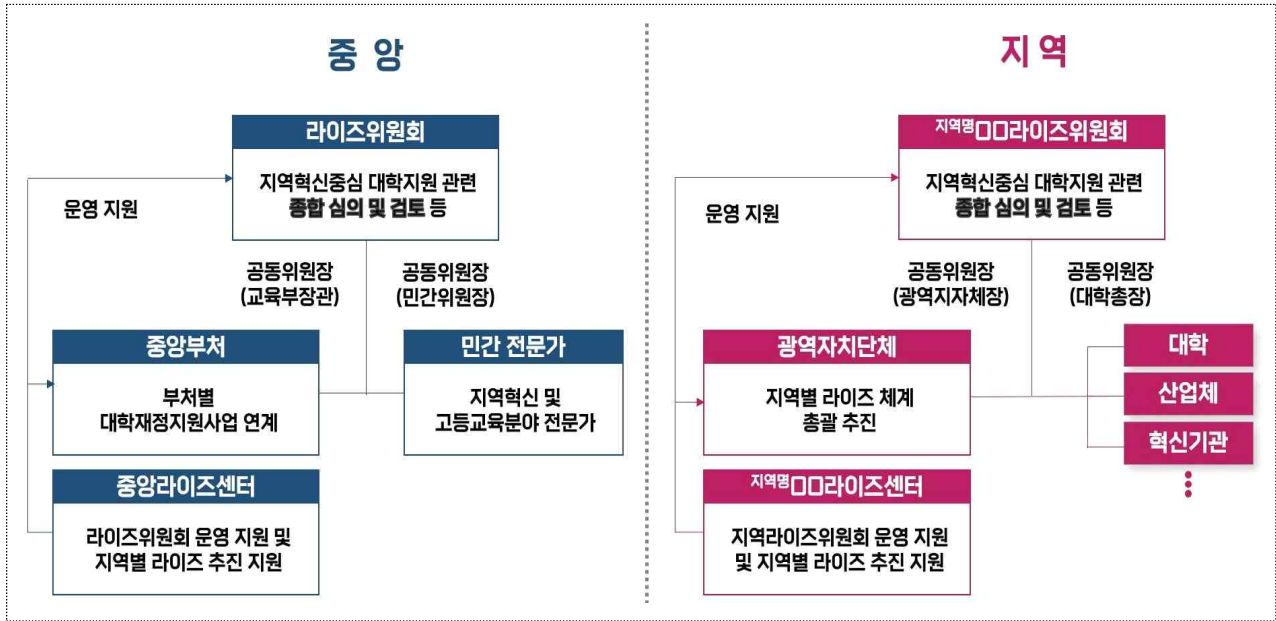 중 앙
라이즈위원회
지역혁신중심 대학지원 관련
종합 심의 및 검토 등
운영 지원
공동위원장
(교육부장관)
공동위원장
(민간위원장)
중앙부처
부처별
대학재정지원사업 연계
민간 전문가
지역혁신 및
고등교육분야 전문가
중앙라이즈센터
라이즈위원회 운영 지원 및
지역별 라이즈 추진 지원
지역
지역명□□라이즈위원회
지역혁신중심 대학지원 관련
종합 심의 및 검토 등
운영 지원
공동위원장
(광역지자체장)
공동위원장
(대학총장)
광역자치단체
지역별 라이즈 체계
총괄 추진
대학
산업체
혁신기관
지역명□□라이즈센터
지역라이즈위원회 운영 지원
및 지역별 라이즈 추진 지원